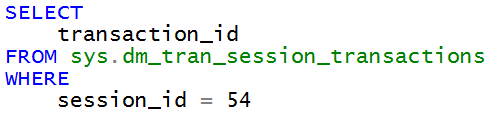 SELECT
    transaction_id
FROM sys.dm_tran_session_transactions
WHERE
    session_id = 54